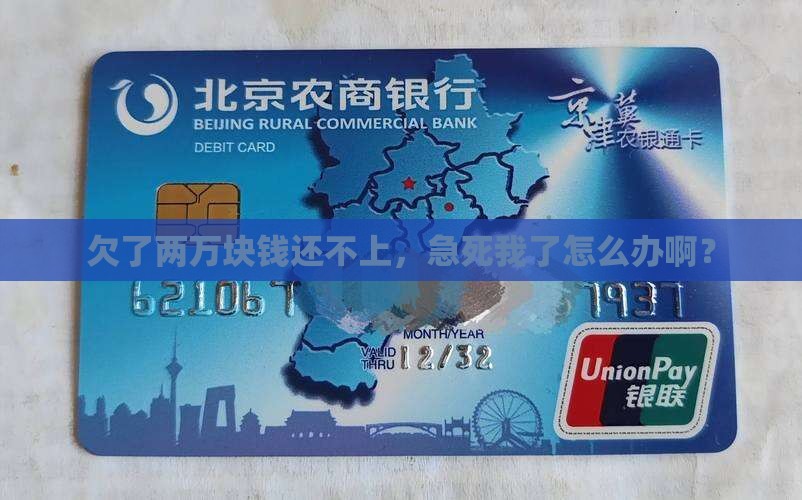 北京农商银行
BEIJING RURAL COMMERCIAL BANK
DEBIT CARD
京津冀
农银通卡
欠了两万块钱还不上，急死我了怎么办啊？
621067
7937
MONTH/YEAR
VALID THRU 12/32
UnionPay
银联